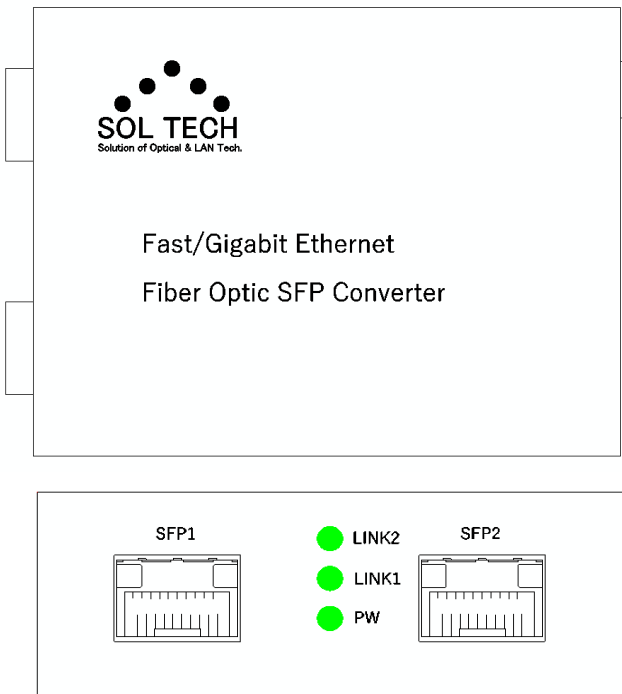 SOL TECH
Solution of Optical & LAN Tech.
Fast/Gigabit Ethernet
Fiber Optic SFP Converter
SFP1
LINK2
SFP2
LINK1
PW